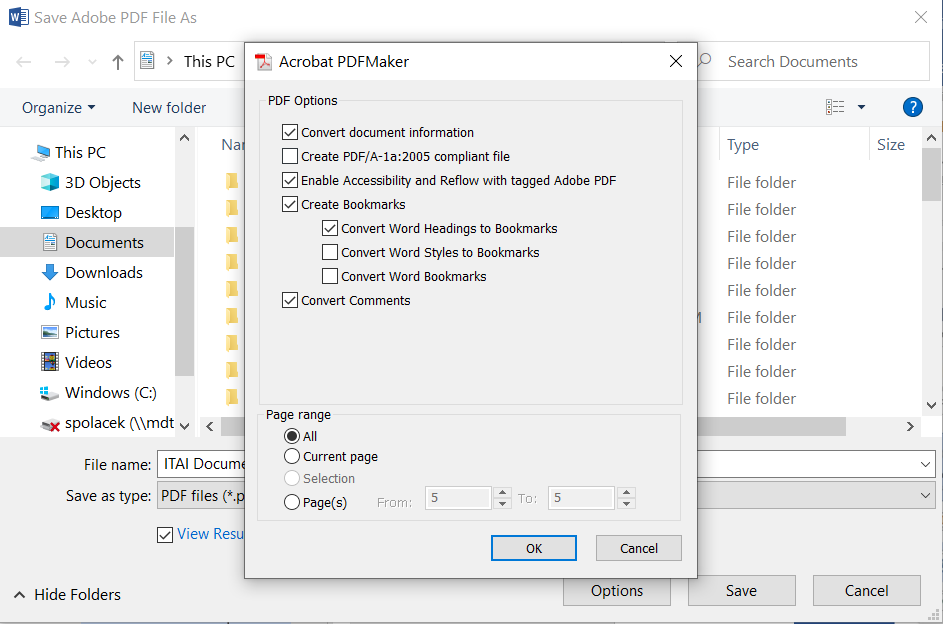 Save Adobe PDF File As
This PC
Search Documents
Organize
New folder
?
Acrobat PDFMaker
PDF Options
Convert document information
Create PDF/A-1a:2005 compliant file
Enable Accessibility and Reflow with tagged Adobe PDF
Create Bookmarks
Convert Word Headings to Bookmarks
Convert Word Styles to Bookmarks
Convert Word Bookmarks
Convert Comments
Page range
All
Current page
Selection
Page(s) From: 5 To: 5
OK Cancel
This PC
3D Objects
Desktop
Documents
Downloads
Music
Pictures
Videos
Windows (C:)
spolacek (\\mdt
Type Size
File folder
File folder
File folder
File folder
File folder
File folder
File folder
File folder
File folder
File name: ITAI
Save as type: PDF files
View
Hide Folders
Options Save Cancel